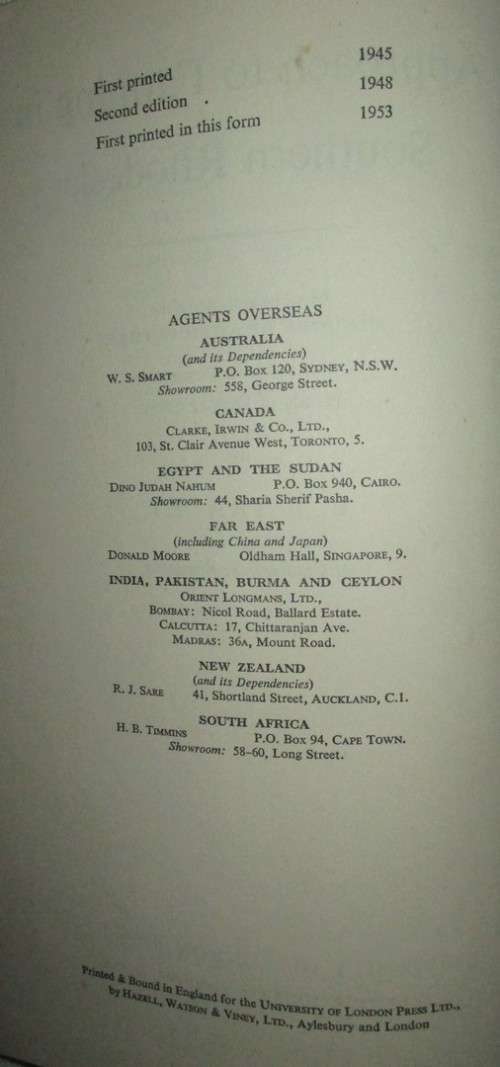 First printed 1945
Second edition . 1948
First printed in this form 1953
AGENTS OVERSEAS
AUSTRALIA
(and its Dependencies)
W. S. SMART P.O. Box 120, SYDNEY, N.S.W.
Showroom: 558, George Street.
CANADA
CLARKE, IRWIN & CO., LTD.,
103, St. Clair Avenue West, TORONTO, 5.
EGYPT AND THE SUDAN
DINO JUDAH NAHUM P.O. Box 940, CAIRO.
Showroom: 44, Sharia Sherif Pasha.
FAR EAST
(including China and Japan)
DONALD MOORE Oldham Hall, SINGAPORE, 9.
INDIA, PAKISTAN, BURMA AND CEYLON
ORIENT LONGMANS, LTD.,
BOMBAY: Nicol Road, Ballard Estate.
CALCUTTA: 17, Chittaranjan Ave.
MADRAS: 36A, Mount Road.
NEW ZEALAND
(and its Dependencies)
R. J. SARE 41, Shortland Street, AUCKLAND, C.1.
SOUTH AFRICA
H. B. TIMMINS P.O. Box 94, CAPE TOWN.
Showroom: 58–60, Long Street.
Printed & Bound in England for the UNIVERSITY OF LONDON PRESS LTD.,
by HAZELL, WATSON & VINEY, LTD., Aylesbury and London